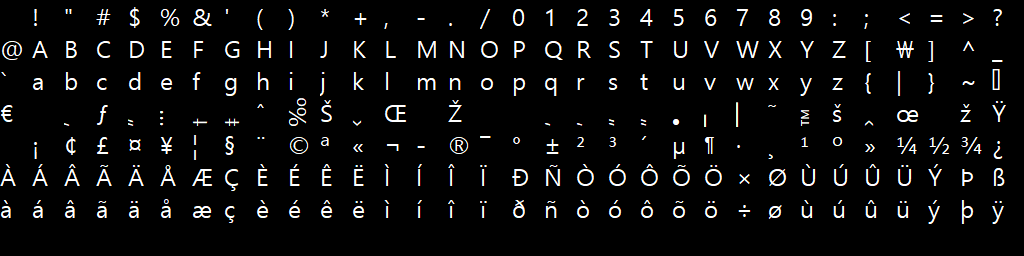 ! " # $ % & ' ( ) * + , - . / 0 1 2 3 4 5 6 7 8 9 : ; < = > ?
@ A B C D E F G H I J K L M N O P Q R S T U V W X Y Z [ ₩ ] ^ _
` a b c d e f g h i j k l m n o p q r s t u v w x y z { | } ~ ▯
€ ‚ ƒ „ … † ‡ ˆ ‰ Š ‹ Œ Ž ‘ ’ “ ” • – — ˜ ™ š › œ ž Ÿ
¡ ¢ £ ¤ ¥ ¦ § ¨ © ª « ¬ - ® ¯ ° ± ² ³ ´ µ ¶ · ¸ ¹ º » ¼ ½ ¾ ¿
À Á Â Ã Ä Å Æ Ç È É Ê Ë Ì Í Î Ï Ð Ñ Ò Ó Ô Õ Ö × Ø Ù Ú Û Ü Ý Þ ß
à á â ã ä å æ ç è é ê ë ì í î ï ð ñ ò ó ô õ ö ÷ ø ù ú û ü ý þ ÿ